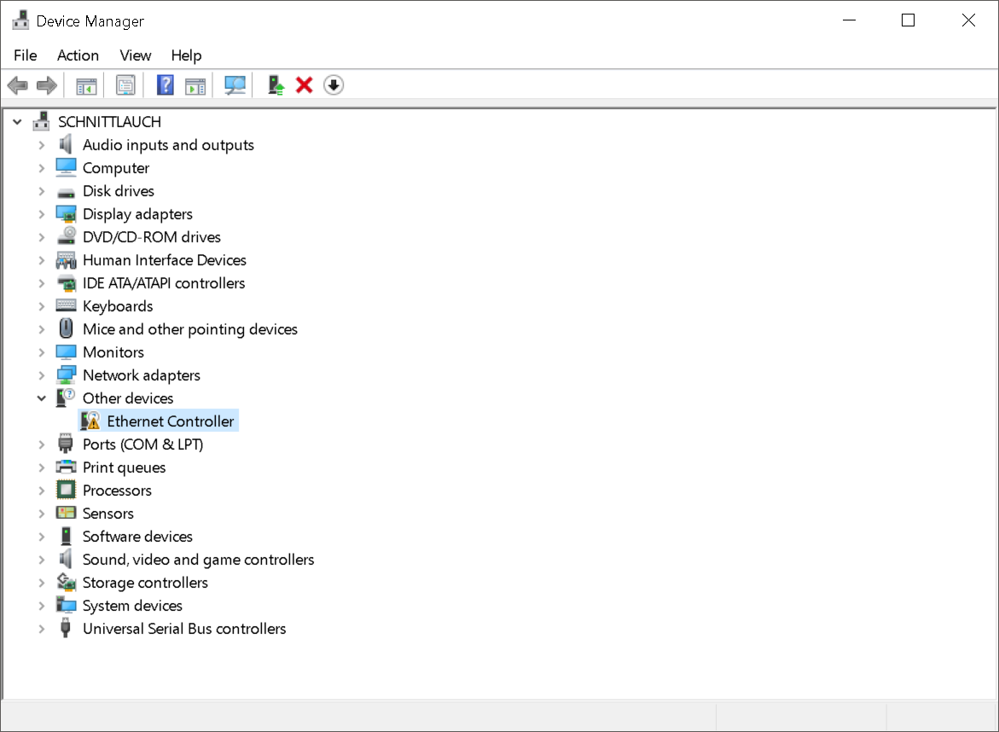 Device Manager
File Action View Help
SCHNITTLAUCH
Audio inputs and outputs
Computer
Disk drives
Display adapters
DVD/CD-ROM drives
Human Interface Devices
IDE ATA/ATAPI controllers
Keyboards
Mice and other pointing devices
Monitors
Network adapters
Other devices
Ethernet Controller
Ports (COM & LPT)
Print queues
Processors
Sensors
Software devices
Sound, video and game controllers
Storage controllers
System devices
Universal Serial Bus controllers